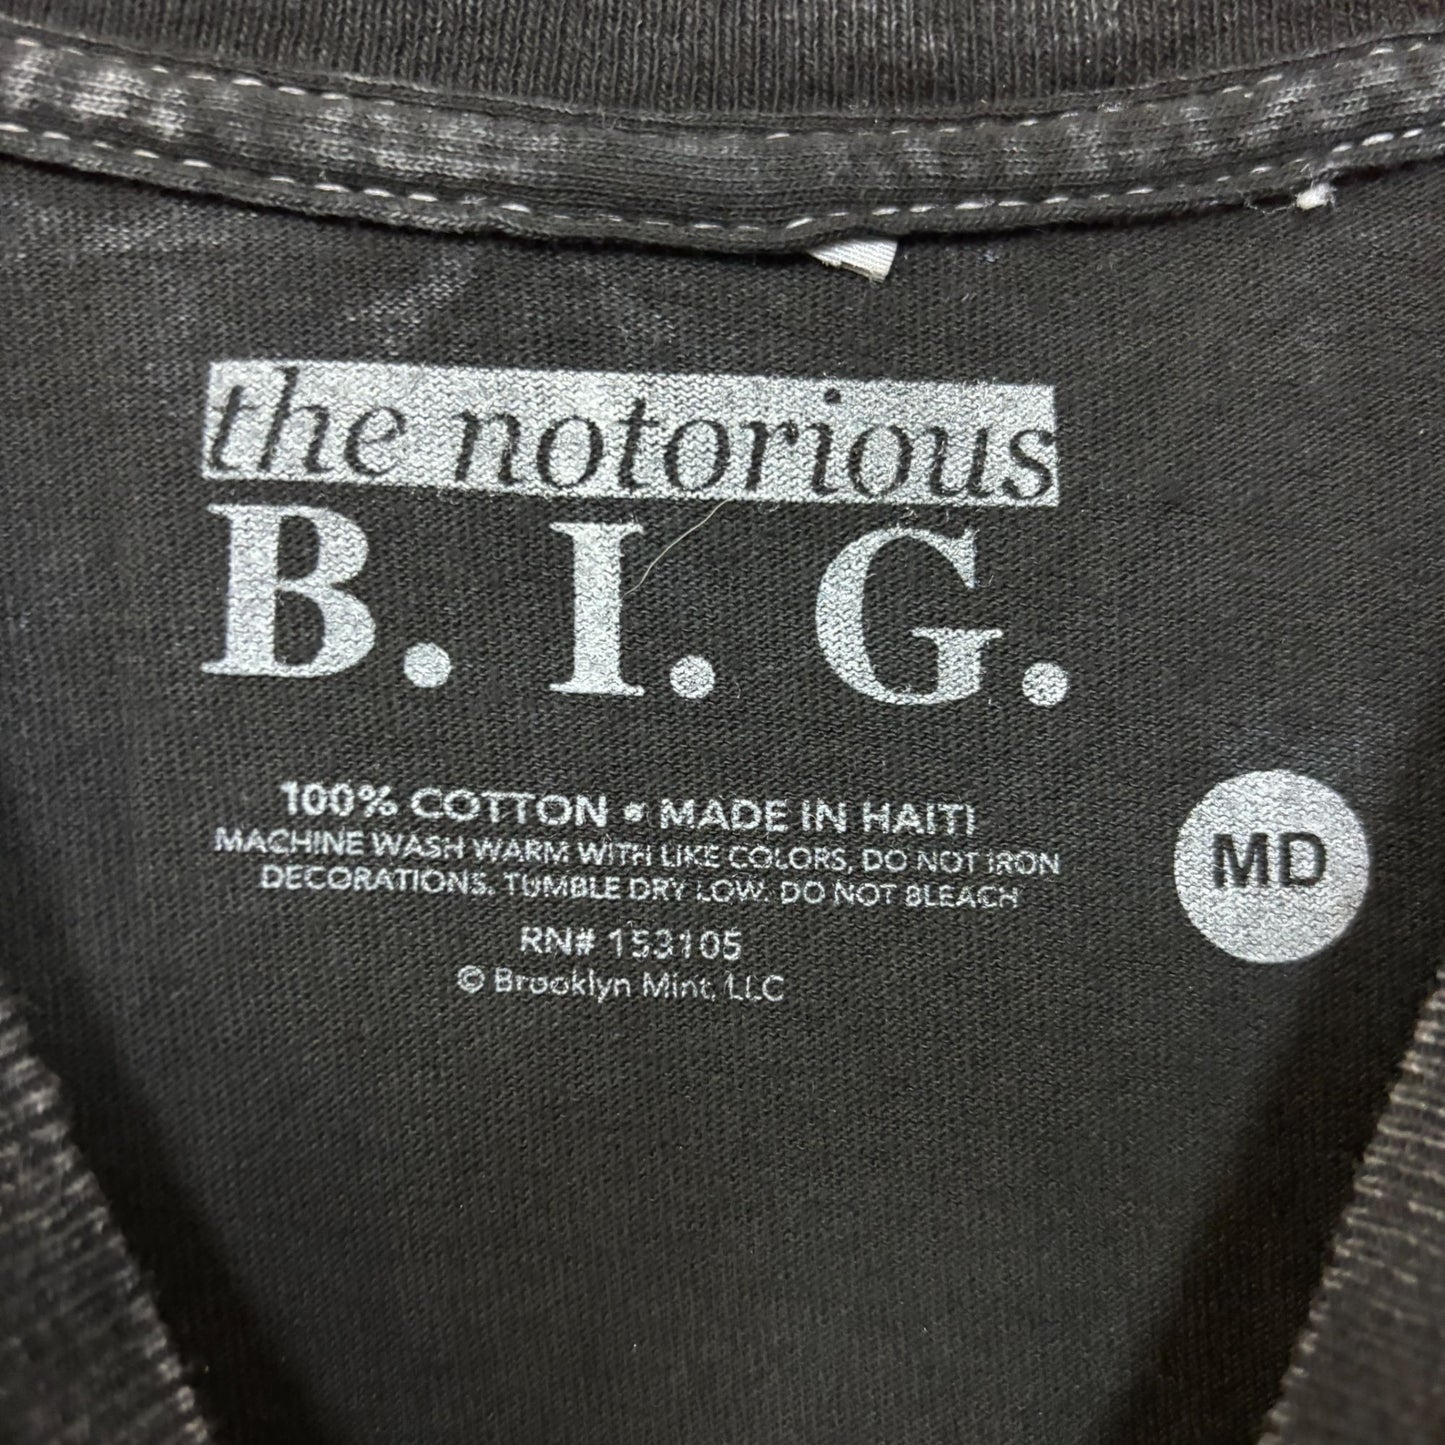 the notorious
B. I. G.
100% COTTON • MADE IN HAITI
MACHINE WASH WARM WITH LIKE COLORS, DO NOT IRON
DECORATIONS. TUMBLE DRY LOW. DO NOT BLEACH
RN# 153105
© Brooklyn Mint, LLC
MD